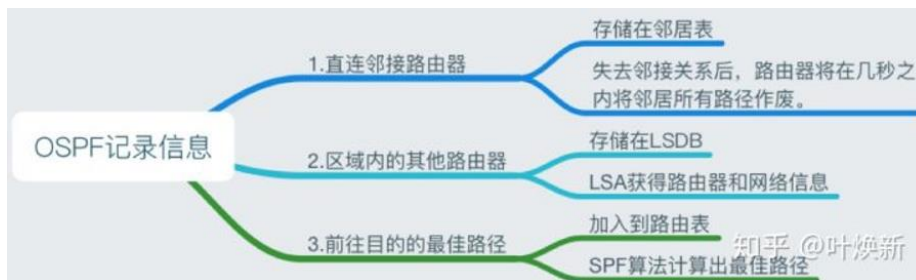 OSPF记录信息
1.直连邻接路由器
存储在邻居表
失去邻接关系后，路由器将在几秒之
内将邻居所有路径作废。
2.区域内的其他路由器
存储在LSDB
LSA获得路由器和网络信息
3.前往目的的最佳路径
加入到路由表
SPF算法计算出最佳路径
知乎 @叶焕新